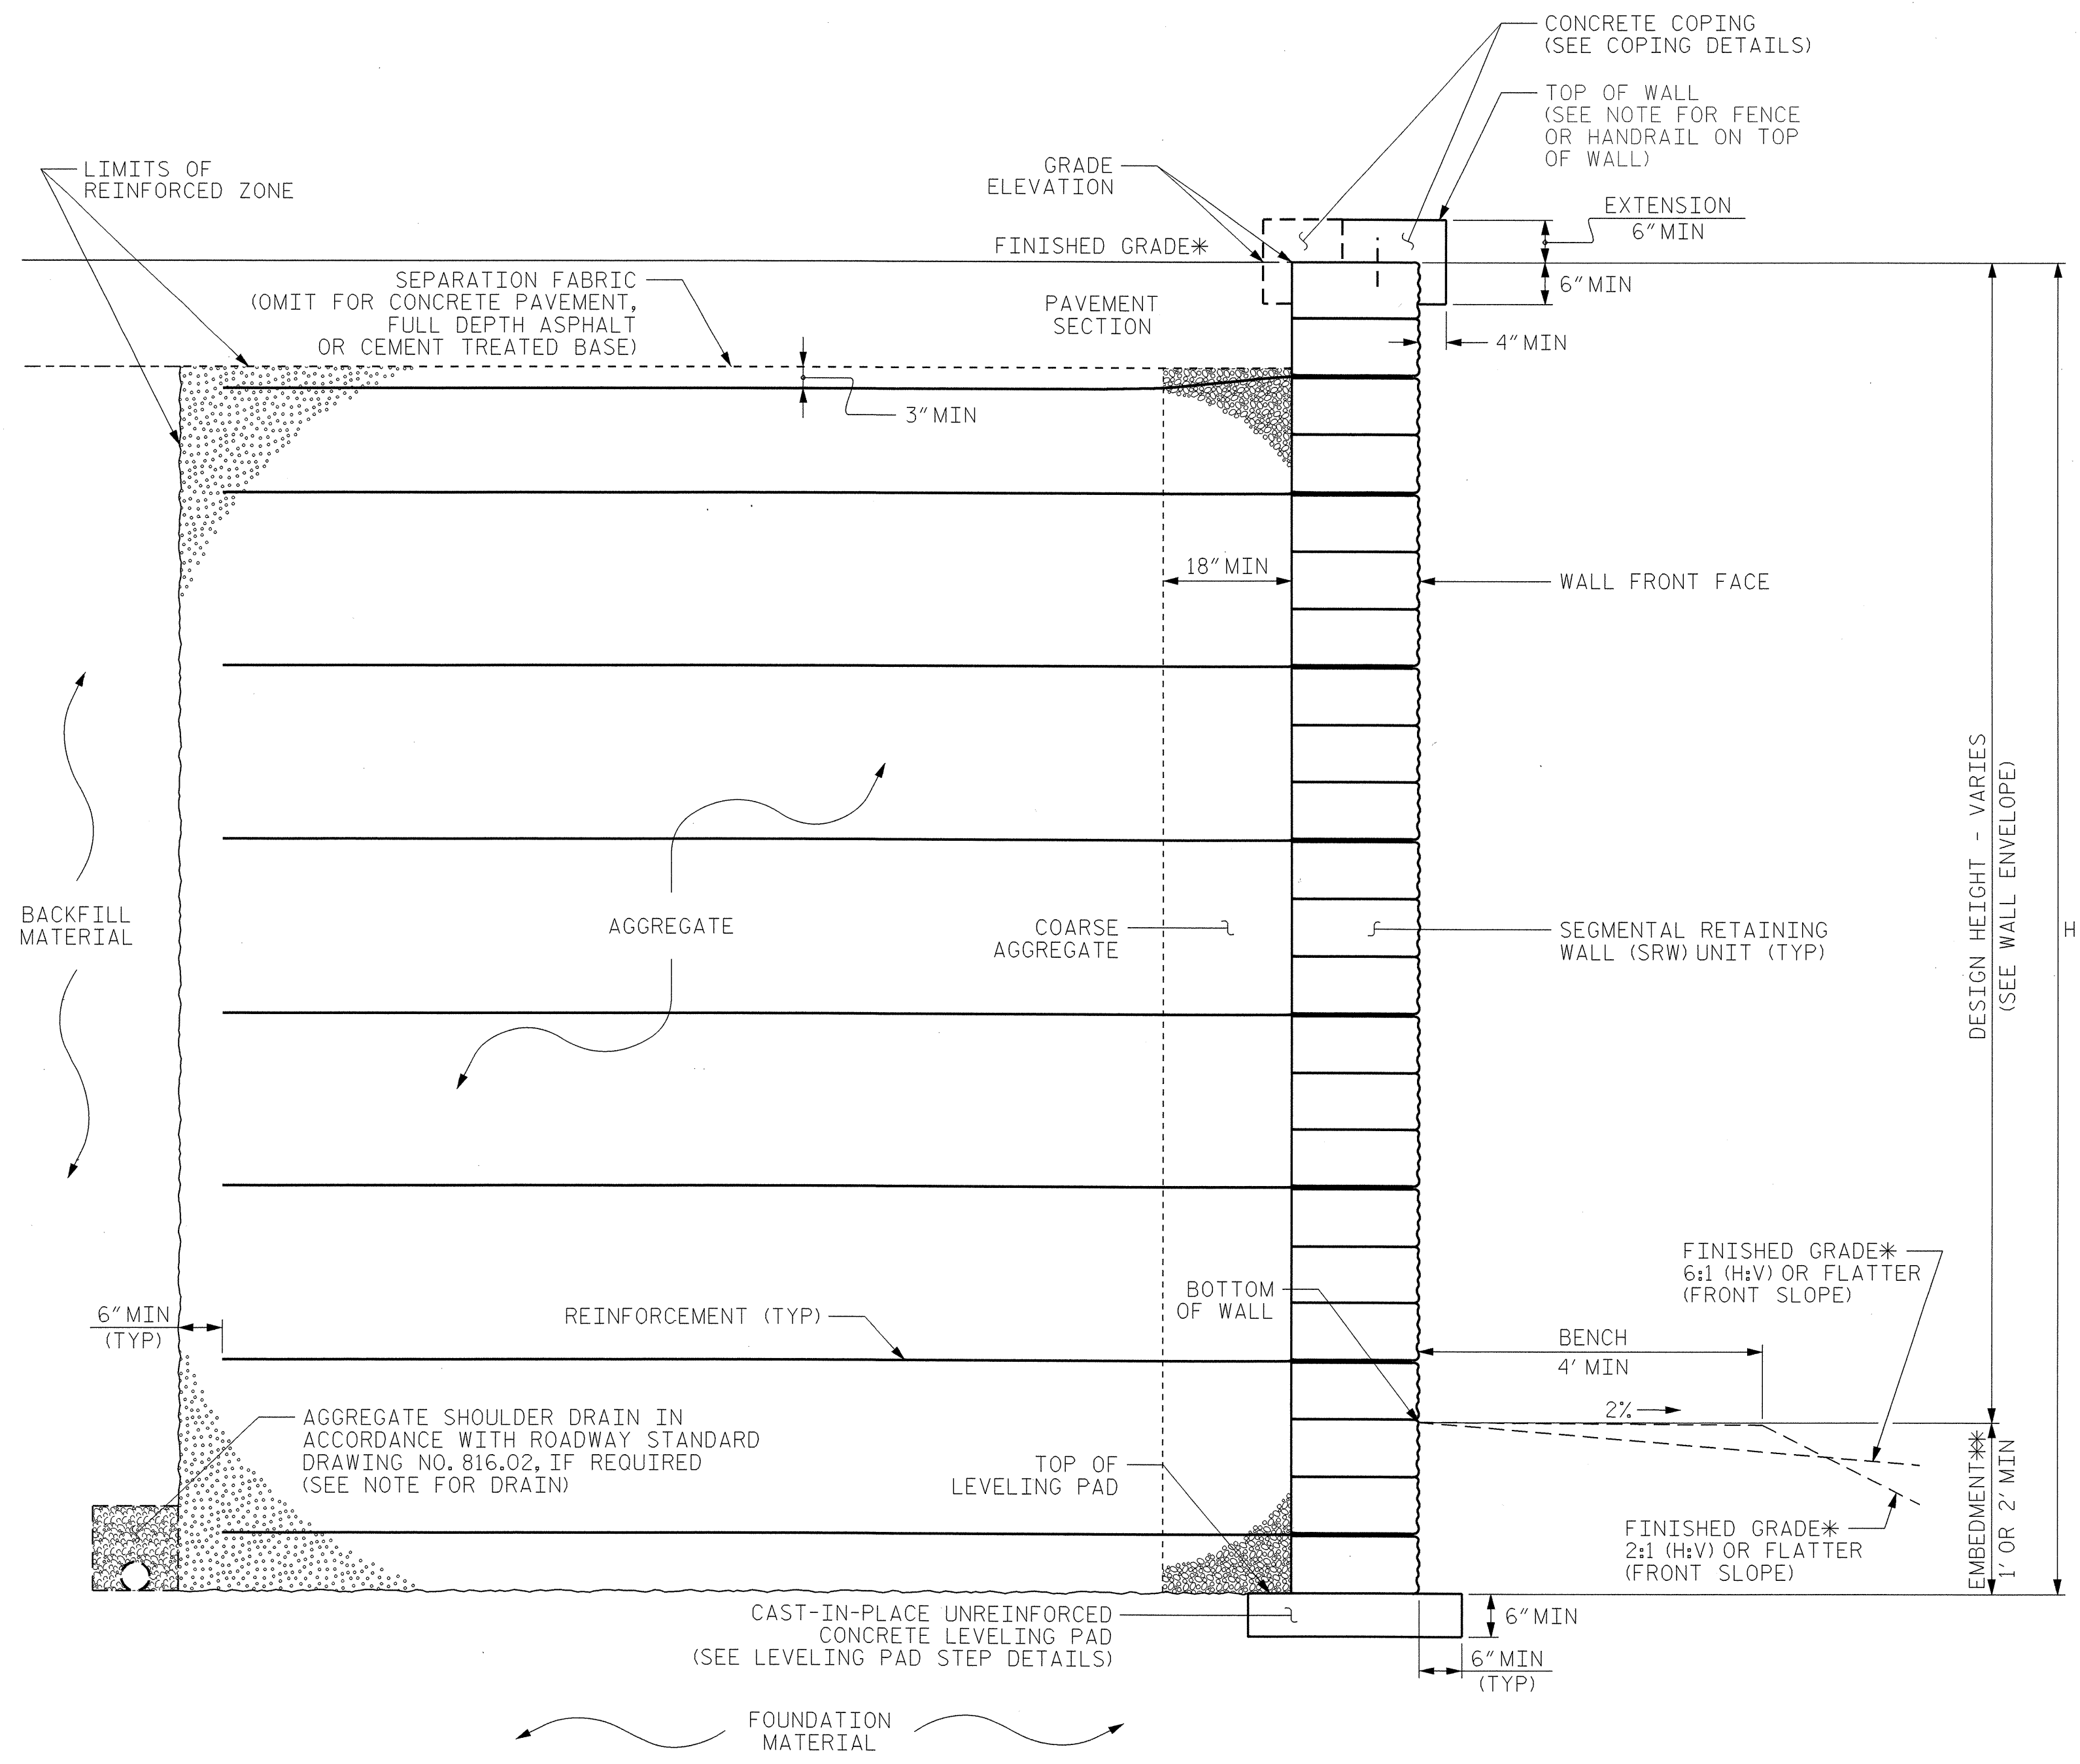 CONCRETE COPING
(SEE COPING DETAILS)
TOP OF WALL
(SEE NOTE FOR FENCE
OR HANDRAIL ON TOP
OF WALL)
LIMITS OF
REINFORCED ZONE
GRADE
ELEVATION
EXTENSION
6" MIN
FINISHED GRADE*
SEPARATION FABRIC
(OMIT FOR CONCRETE PAVEMENT,
FULL DEPTH ASPHALT
OR CEMENT TREATED BASE)
PAVEMENT
SECTION
6" MIN
4" MIN
3" MIN
18" MIN
WALL FRONT FACE
DESIGN HEIGHT - VARIES
(SEE WALL ENVELOPE)
H
BACKFILL
MATERIAL
AGGREGATE
COARSE
AGGREGATE
SEGMENTAL RETAINING
WALL (SRW) UNIT (TYP)
FINISHED GRADE*
6:1 (H:V) OR FLATTER
(FRONT SLOPE)
BOTTOM
OF WALL
6" MIN
(TYP)
REINFORCEMENT (TYP)
BENCH
4' MIN
2%
AGGREGATE SHOULDER DRAIN IN
ACCORDANCE WITH ROADWAY STANDARD
DRAWING NO. 816.02, IF REQUIRED
(SEE NOTE FOR DRAIN)
TOP OF
LEVELING PAD
EMBEDMENT**
1' OR 2' MIN
FINISHED GRADE*
2:1 (H:V) OR FLATTER
(FRONT SLOPE)
CAST-IN-PLACE UNREINFORCED
CONCRETE LEVELING PAD
(SEE LEVELING PAD STEP DETAILS)
6" MIN
6" MIN
(TYP)
FOUNDATION
MATERIAL